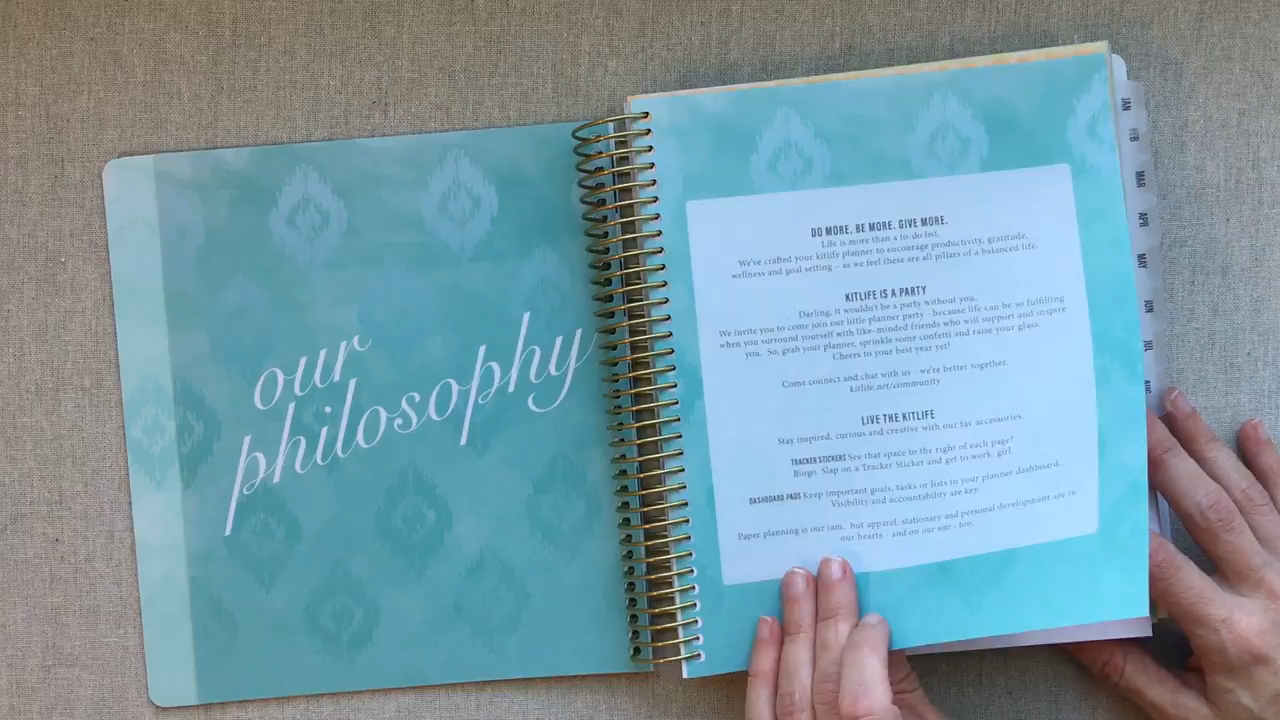 our
philosophy
DO MORE. BE MORE. GIVE MORE.
Life is more than a to-do list.
We've crafted your kitlife planner to encourage productivity, gratitude,
wellness and goal setting – as we feel these are all pillars of a balanced life.
KITLIFE IS A PARTY
Darling, it wouldn't be a party without you.
We invite you to come join our little planner party - because life can be so fulfilling
when you surround yourself with like-minded friends who will support and inspire
you. So, grab your planner, sprinkle some confetti and raise your glass.
Cheers to your best year yet!
Come connect and chat with us - we're better together.
kitlife.net/community
LIVE THE KITLIFE
Stay inspired, curious and creative with our fav accessories.
TRACKER STICKERS See that space to the right of each page?
Bingo. Slap on a Tracker Sticker and get to work, girl.
DASHBOARD PADS Keep important goals, tasks or lists in your planner dashboard.
Visibility and accountability are key.
Paper planning is our jam, but apparel, stationary and personal development are in
our hearts - and on our site - too.
JAN
FEB
MAR
APR
MAY
JUN
JUL
AUG